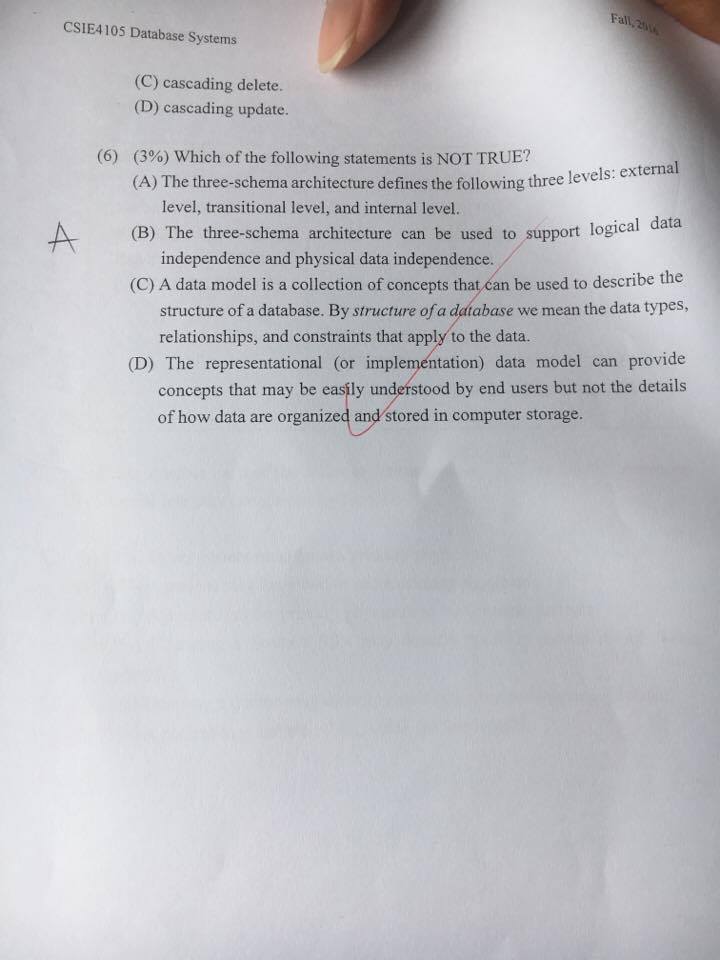 CSIE4105 Database Systems
Fall, 2016
(C) cascading delete.
(D) cascading update.
(6) (3%) Which of the following statements is NOT TRUE?
(A) The three-schema architecture defines the following three levels: external
level, transitional level, and internal level.
A
(B) The three-schema architecture can be used to support logical data
independence and physical data independence.
(C) A data model is a collection of concepts that can be used to describe the
structure of a database. By structure of a database we mean the data types,
relationships, and constraints that apply to the data.
(D) The representational (or implementation) data model can provide
concepts that may be easily understood by end users but not the details
of how data are organized and stored in computer storage.